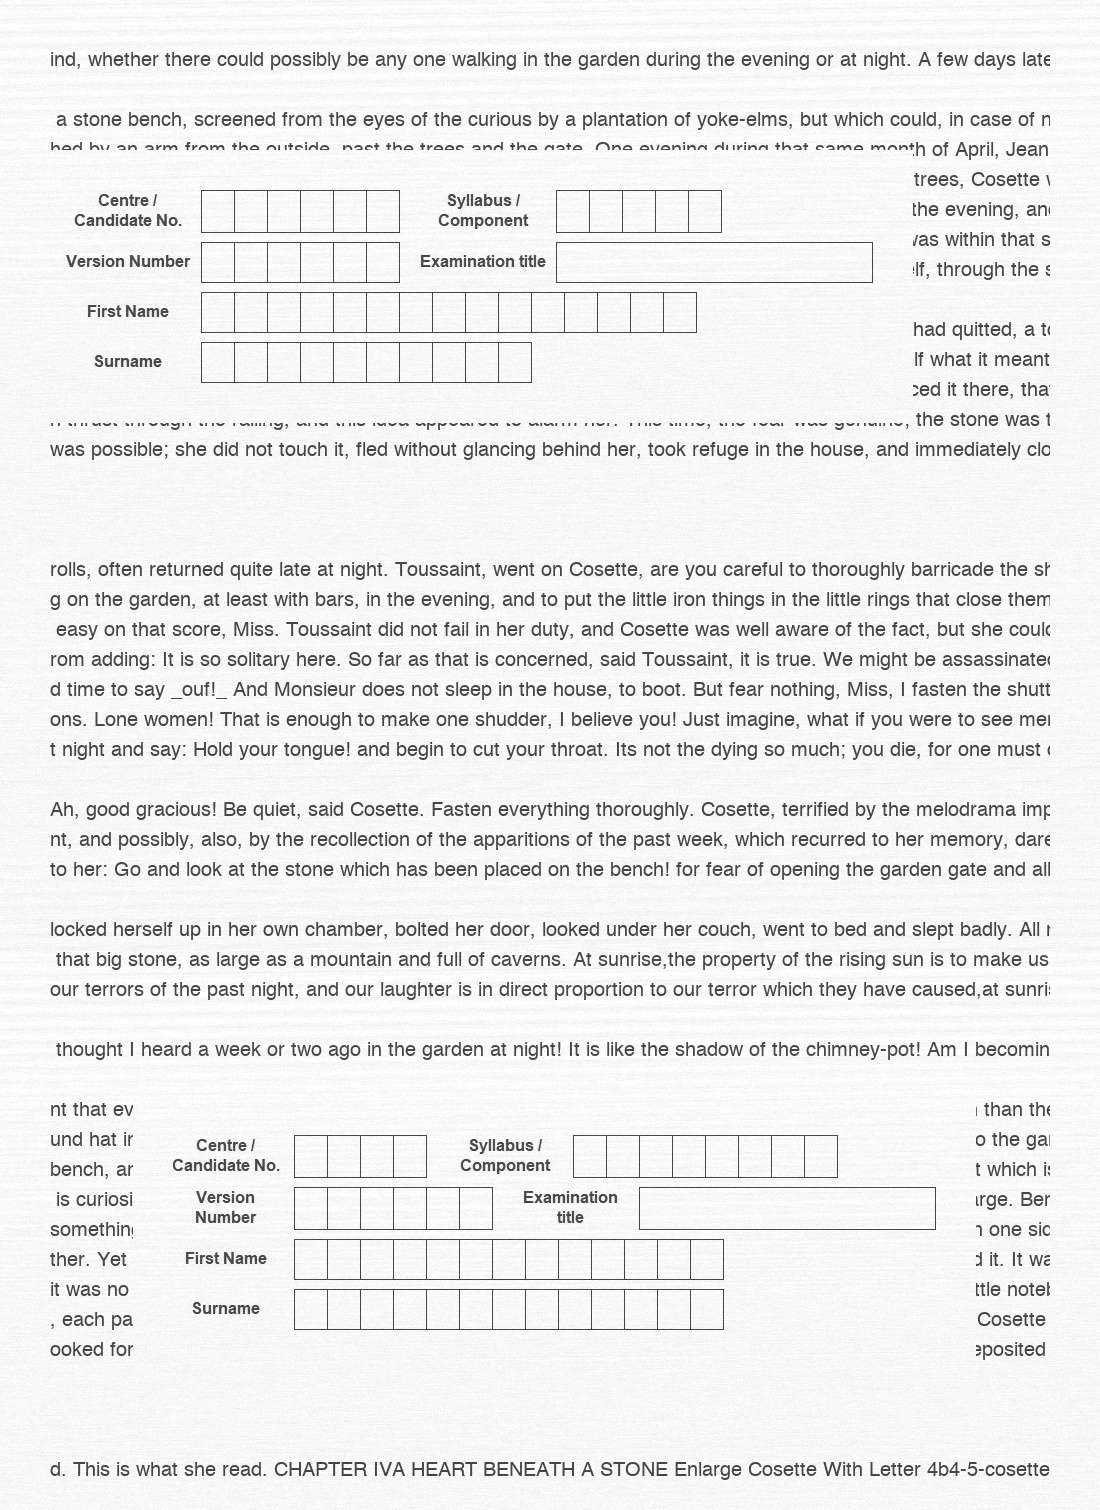 ind, whether there could possibly be any one walking in the garden during the evening or at night. A few days late
a stone bench, screened from the eyes of the curious by a plantation of yoke-elms, but which could, in case of
hed by an arm from the outside, past the trees and the gate. One evening during that same month of April, Jean
trees, Cosette
Centre / Candidate No. Syllabus / Component
the evening, and
was within that s
Version Number Examination title
elf, through the s
First Name
had quitted, a to
lf what it meant
Surname
ced it there, that
n thrust through the railing, and this idea appeared to alarm her. This time, the fear was genuine; the stone was t
was possible; she did not touch it, fled without glancing behind her, took refuge in the house, and immediately clo
rolls, often returned quite late at night. Toussaint, went on Cosette, are you careful to thoroughly barricade the sh
g on the garden, at least with bars, in the evening, and to put the little iron things in the little rings that close them
easy on that score, Miss. Toussaint did not fail in her duty, and Cosette was well aware of the fact, but she could
rom adding: It is so solitary here. So far as that is concerned, said Toussaint, it is true. We might be assassinated
d time to say _ouf!_ And Monsieur does not sleep in the house, to boot. But fear nothing, Miss, I fasten the shutt
ons. Lone women! That is enough to make one shudder, I believe you! Just imagine, what if you were to see men
t night and say: Hold your tongue! and begin to cut your throat. Its not the dying so much; you die, for one must
Ah, good gracious! Be quiet, said Cosette. Fasten everything thoroughly. Cosette, terrified by the melodrama imp
nt, and possibly, also, by the recollection of the apparitions of the past week, which recurred to her memory, dare
to her: Go and look at the stone which has been placed on the bench! for fear of opening the garden gate and all
locked herself up in her own chamber, bolted her door, looked under her couch, went to bed and slept badly. All
that big stone, as large as a mountain and full of caverns. At sunrise,the property of the rising sun is to make us
our terrors of the past night, and our laughter is in direct proportion to our terror which they have caused,at sunri
thought I heard a week or two ago in the garden at night! It is like the shadow of the chimney-pot! Am I becomin
nt that ev than the
und hat in o the gar
Centre / Candidate No. Syllabus / Component
bench, an t which is
is curiosi arge. Ben
Version Number Examination title
something n one sid
ther. Yet d it. It wa
First Name
it was no ttle noteb
Surname
, each pa Cosette
ooked for eposited
d. This is what she read. CHAPTER IVA HEART BENEATH A STONE Enlarge Cosette With Letter 4b4-5-cosette